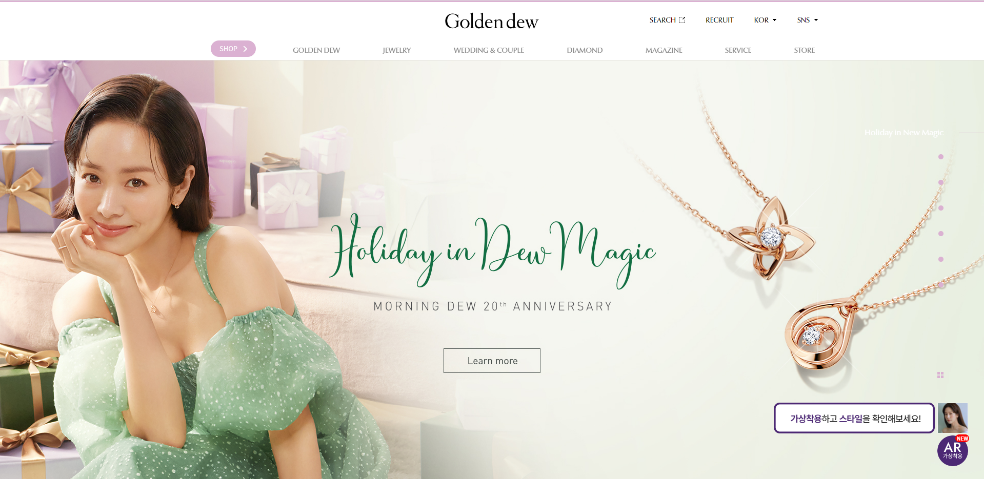 Golden dew
SEARCH
RECRUIT
KOR
SNS
SHOP
GOLDEN DEW
JEWELRY
WEDDING & COUPLE
DIAMOND
MAGAZINE
SERVICE
STORE
Holiday in Dew Magic
Holiday in Dew Magic
MORNING DEW 20th ANNIVERSARY
Learn more
가상착용하고 스타일을 확인해보세요!
NEW
AR
가상착용